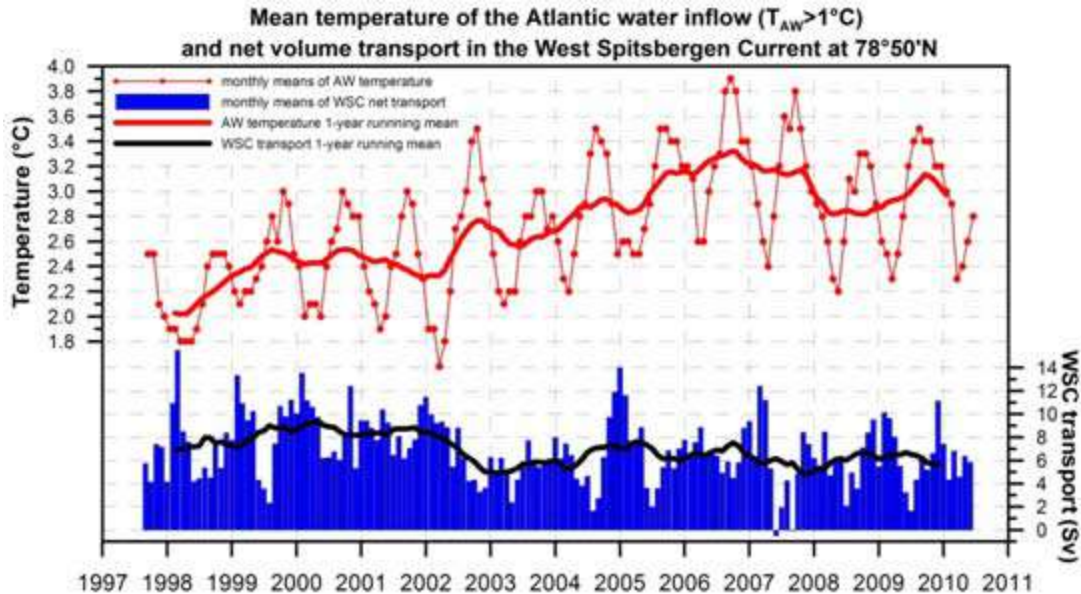 Mean temperature of the Atlantic water inflow (TAW>1°C)
and net volume transport in the West Spitsbergen Current at 78°50'N
4.0
3.8
3.6
3.4
3.2
3.0
2.8
2.6
2.4
2.2
2.0
1.8
Temperature (°C)
monthly means of AW temperature
monthly means of WSC net transport
AW temperature 1-year runnning mean
WSC transport 1-year running mean
14
12
10
8
6
4
2
0
WSC transport (Sv)
1997 1998 1999 2000 2001 2002 2003 2004 2005 2006 2007 2008 2009 2010 2011